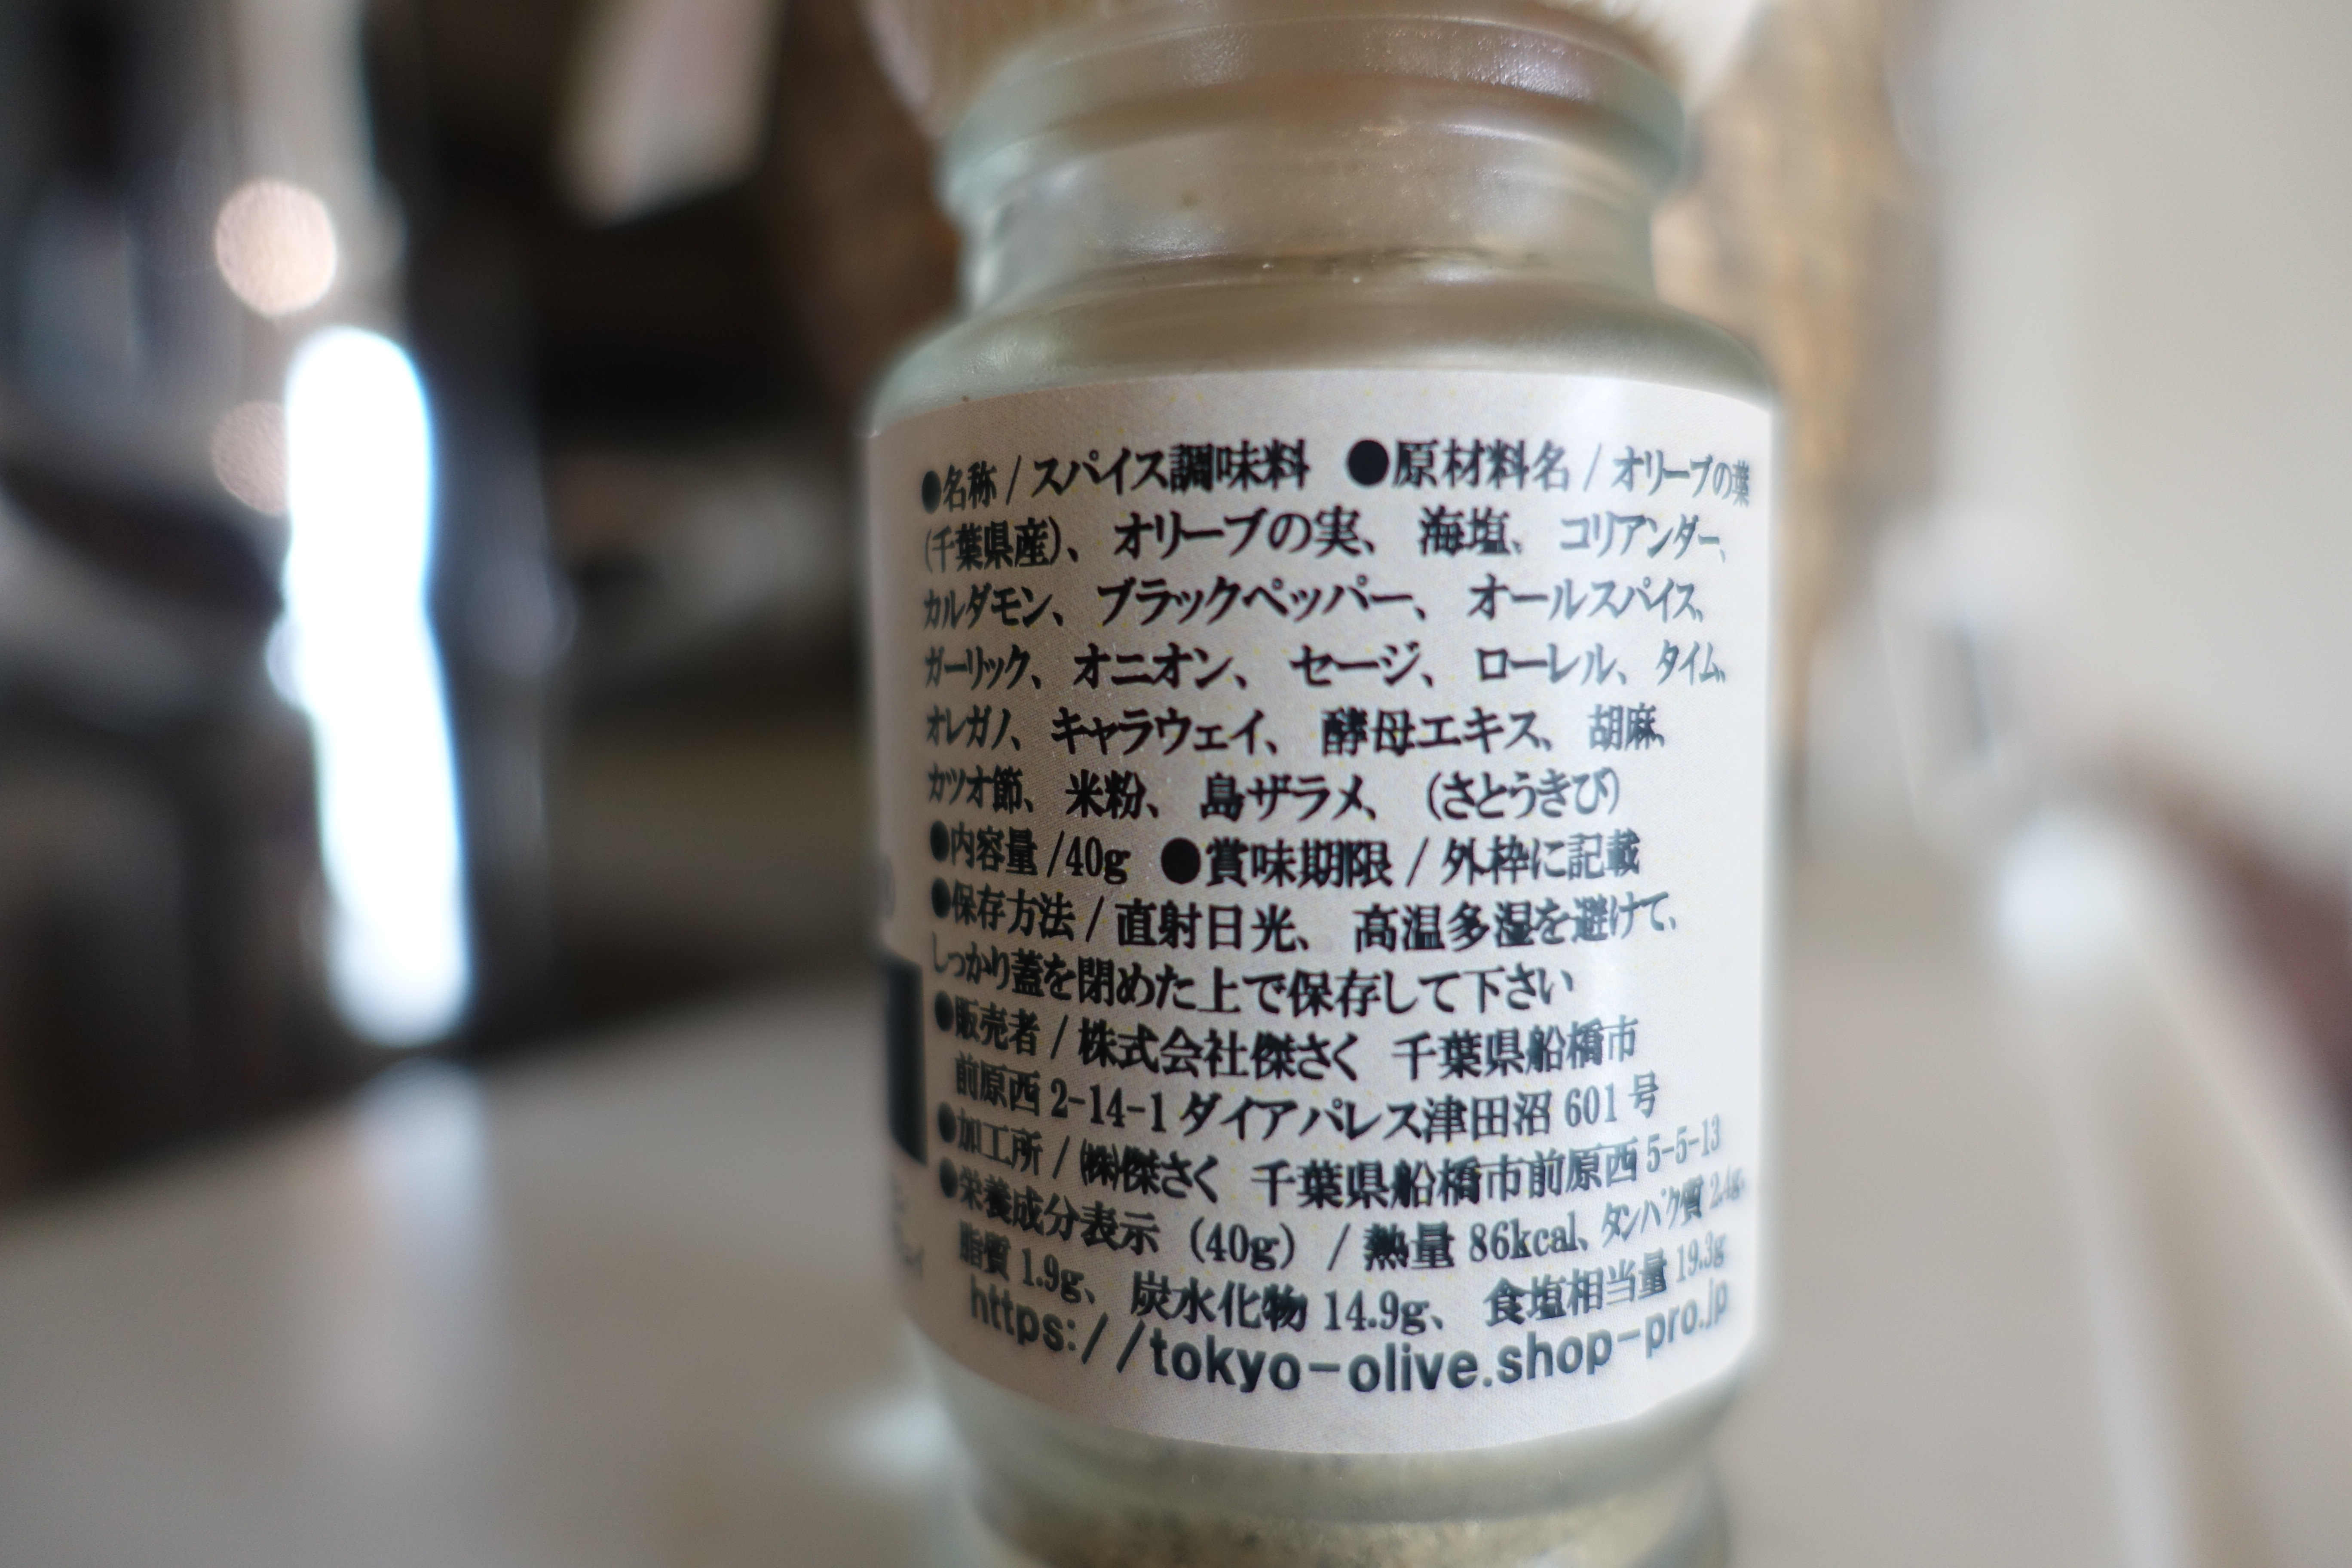 ●名称 / スパイス調味料 ●原材料名 / オリーブの葉
(千葉県産)、オリーブの実、海塩、コリアンダー、
カルダモン、ブラックペッパー、オールスパイス、
ガーリック、オニオン、セージ、ローレル、タイム、
オレガノ、キャラウェイ、酵母エキス、胡麻、
カツオ節、米粉、島ザラメ、(さとうきび)
●内容量 /40g ●賞味期限 / 外枠に記載
●保存方法 / 直射日光、高温多湿を避けて、
しっかり蓋を閉めた上で保存して下さい
●販売者 / 株式会社傑さく 千葉県船橋市
前原西 2-14-1 ダイアパレス津田沼 601 号
●加工所 / ㈱傑さく 千葉県船橋市前原西 5-5-13
●栄養成分表示（40g）/ 熱量 86kcal、タンパク質 2.4g、
脂質 1.9g、炭水化物 14.9g、食塩相当量 19.3g
https://tokyo-olive.shop-pro.jp